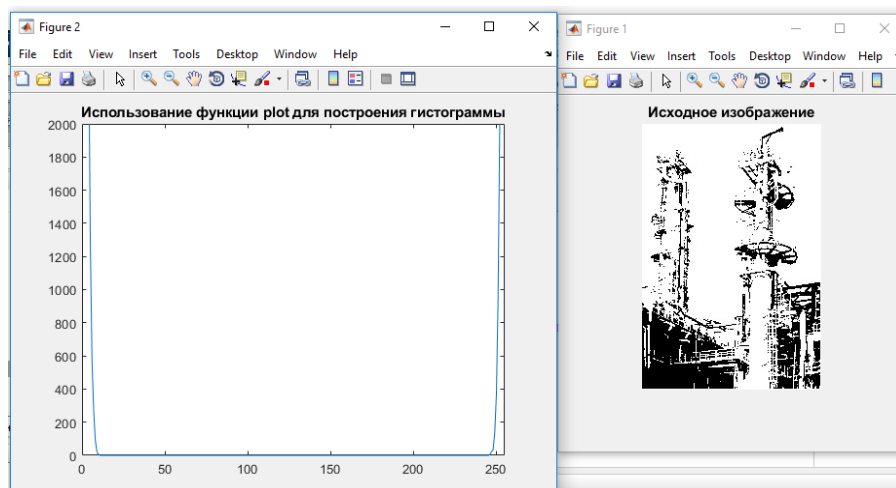 Figure 2
File Edit View Insert Tools Desktop Window Help
Использование функции plot для построения гистограммы
2000
1800
1600
1400
1200
1000
800
600
400
200
0
0 50 100 150 200 250
Figure 1
File Edit View Insert Tools Desktop Window Help
Исходное изображение